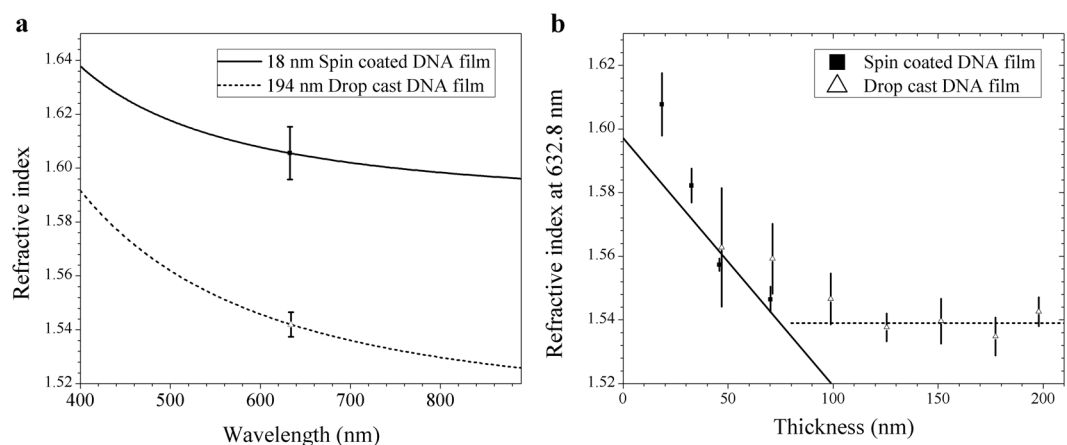 a
1.64
1.62
1.60
1.58
1.56
1.54
1.52
Refractive index
18 nm Spin coated DNA film
194 nm Drop cast DNA film
400
500
600
700
800
Wavelength (nm)
b
1.62
1.60
1.58
1.56
1.54
1.52
Refractive index at 632.8 nm
Spin coated DNA film
Drop cast DNA film
0
50
100
150
200
Thickness (nm)